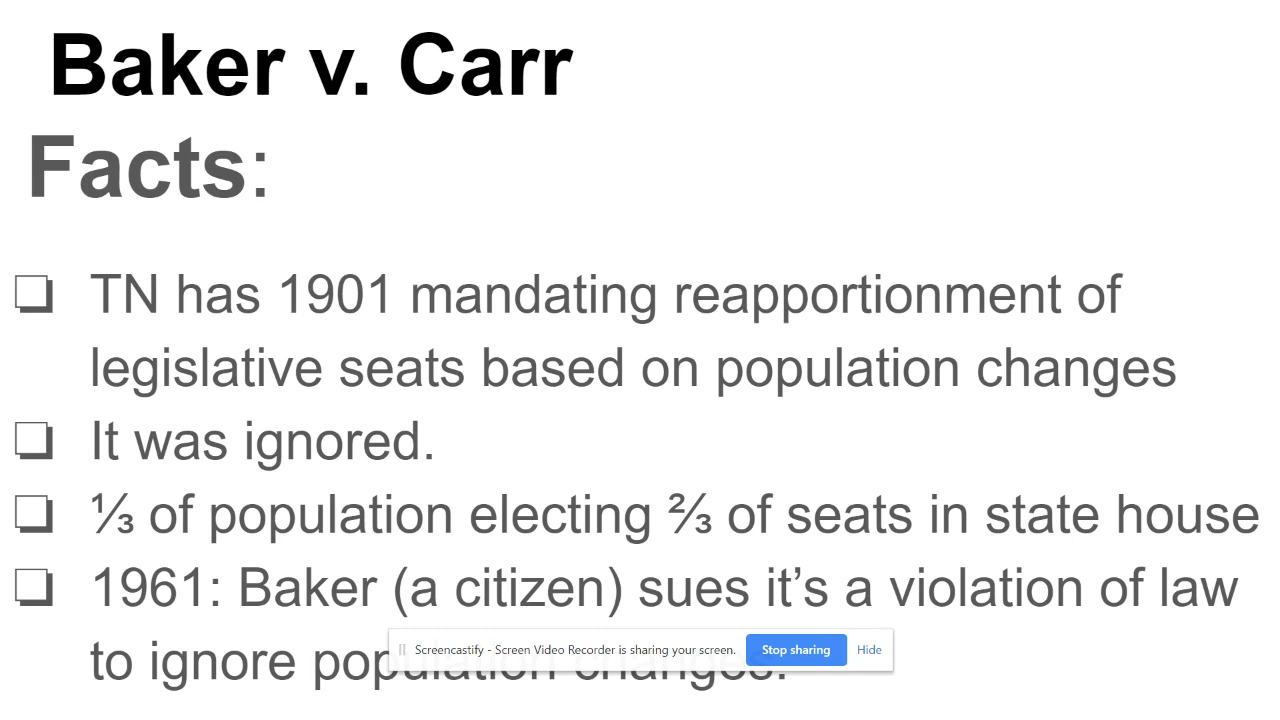 Baker v. Carr
Facts:
❏ TN has 1901 mandating reapportionment of
legislative seats based on population changes
❏ It was ignored.
❏ ⅓ of population electing ⅔ of seats in state house
❏ 1961: Baker (a citizen) sues it’s a violation of law
to ignore population changes.
Screencastify - Screen Video Recorder is sharing your screen. Stop sharing Hide